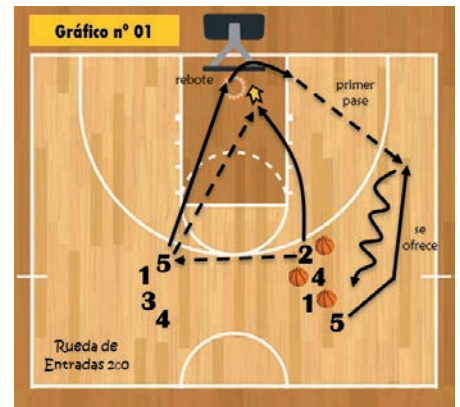 Gráfico nº 01
rebote
primer
pase
se
ofrece
5
1
3
4
2
4
1
5
Rueda de
Entradas 2c0